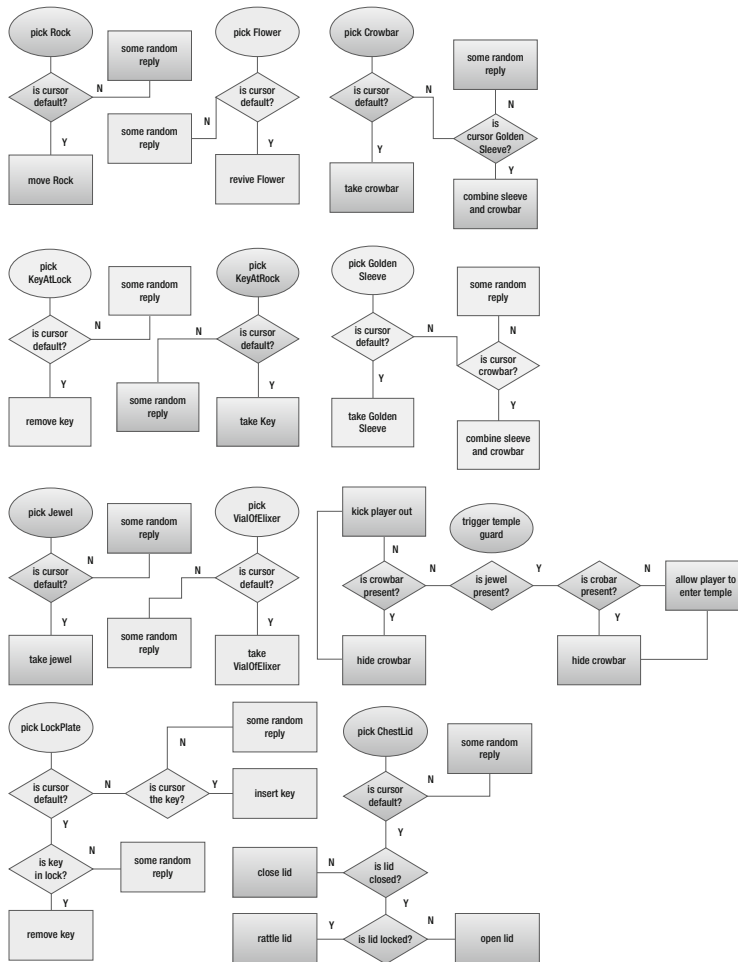 pick Rock
some random
reply
is cursor
default?
N
Y
move Rock
pick Flower
is cursor
default?
N
some random
reply
Y
revive Flower
pick Crowbar
is cursor
default?
N
Y
take crowbar
some random
reply
N
is
cursor Golden
Sleeve?
Y
combine sleeve
and crowbar
pick
KeyAtLock
some random
reply
is cursor
default?
N
Y
remove key
pick
KeyAtRock
is cursor
default?
N
some random
reply
Y
take Key
pick Golden
Sleeve
is cursor
default?
N
Y
take Golden
Sleeve
some random
reply
N
is cursor
crowbar?
Y
combine sleeve
and crowbar
pick Jewel
some random
reply
is cursor
default?
N
Y
take jewel
pick
VialOfElixer
is cursor
default?
N
some random
reply
Y
take
VialOfElixer
kick player out
N
is crowbar
present?
Y
hide crowbar
trigger temple
guard
N
is jewel
present?
Y
is crobar
present?
N
allow player to
enter temple
Y
hide crowbar
pick LockPlate
some random
reply
N
is cursor
default?
N
is cursor
the key?
Y
insert key
Y
is key
in lock?
N
some random
reply
Y
remove key
pick ChestLid
some random
reply
is cursor
default?
N
Y
close lid
N
is lid
closed?
Y
rattle lid
Y
is lid locked?
N
open lid